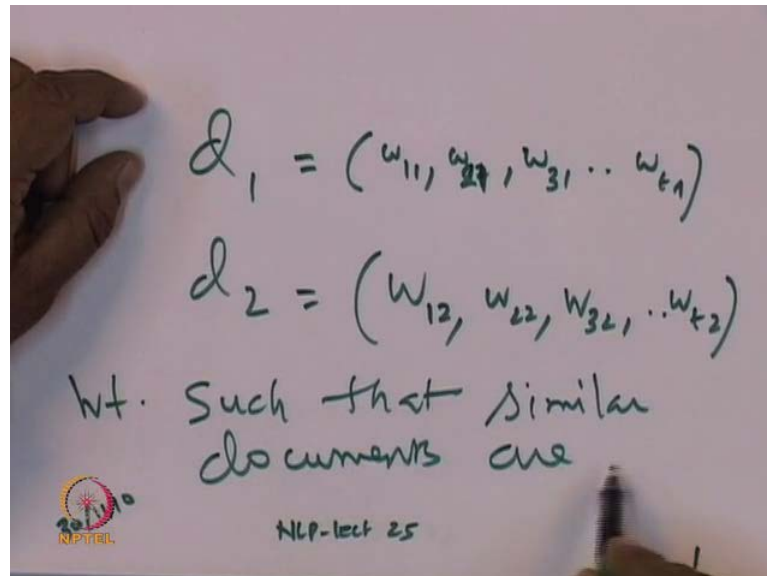 d₁ = (w₁₁, w₂₁, w₃₁ .. wₜ₁)
d₂ = (w₁₂, w₂₂, w₃₂, .. wₜ₂)
Wt. Such that similar
documents are
NPTEL
NLP-lect 25